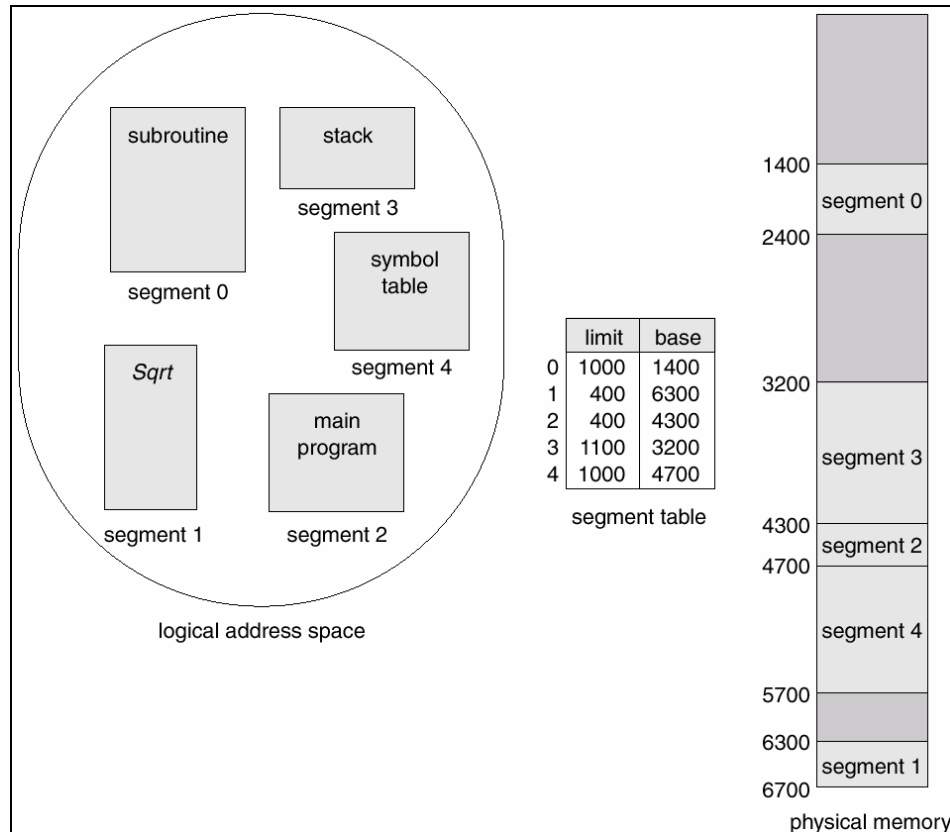 subroutine
segment 0
stack
segment 3
symbol
table
segment 4
Sqrt
segment 1
main
program
segment 2
logical address space
limit base
0 1000 1400
1 400 6300
2 400 4300
3 1100 3200
4 1000 4700
segment table
1400
segment 0
2400
3200
segment 3
4300
segment 2
4700
segment 4
5700
6300
segment 1
6700
physical memory